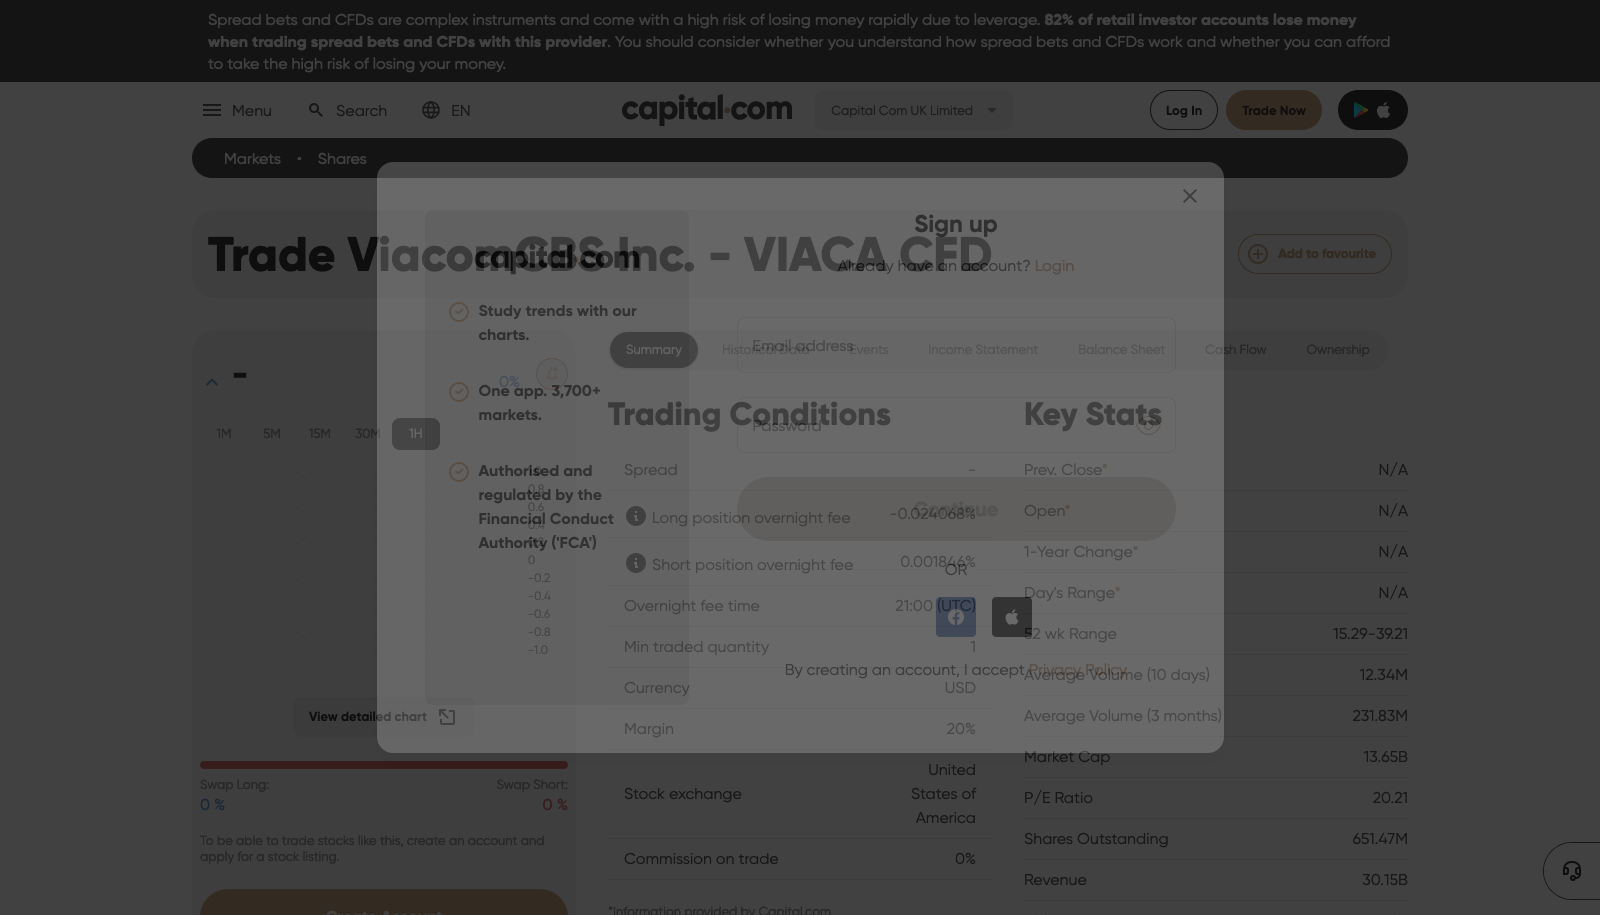 Spread bets and CFDs are complex instruments and come with a high risk of losing money rapidly due to leverage. 82% of retail investor accounts lose money
when trading spread bets and CFDs with this provider. You should consider whether you understand how spread bets and CFDs work and whether you can afford
to take the high risk of losing your money.
Menu Search EN capital.com Capital Com UK Limited Log In Trade Now
Markets • Shares
Trade ViacomCBS Inc. - VIACA CFD
Add to favourite
capital.com
Study trends with our
charts.
One app. 3,700+
markets.
Authorised and
regulated by the
Financial Conduct
Authority ('FCA')
Sign up
Already have an account? Login
Email address
Password
Continue
OR
By creating an account, I accept Privacy Policy
-
0%
1M 5M 15M 30M 1H
0.8
0.6
0.4
0
-0.2
-0.4
-0.6
-0.8
-1.0
View detailed chart
Swap Long: Swap Short:
0 % 0 %
To be able to trade stocks like this, create an account and
apply for a stock listing.
Create Account
Summary Historical Data Events Income Statement Balance Sheet Cash Flow Ownership
Trading Conditions
Spread -
Long position overnight fee -0.024068%
Short position overnight fee 0.001846%
Overnight fee time 21:00 (UTC)
Min traded quantity 1
Currency USD
Margin 20%
Stock exchange United
States of
America
Commission on trade 0%
*Information provided by Capital.com
Key Stats
Prev. Close* N/A
Open* N/A
1-Year Change* N/A
Day's Range* N/A
52 wk Range 15.29-39.21
Average Volume (10 days) 12.34M
Average Volume (3 months) 231.83M
Market Cap 13.65B
P/E Ratio 20.21
Shares Outstanding 651.47M
Revenue 30.15B